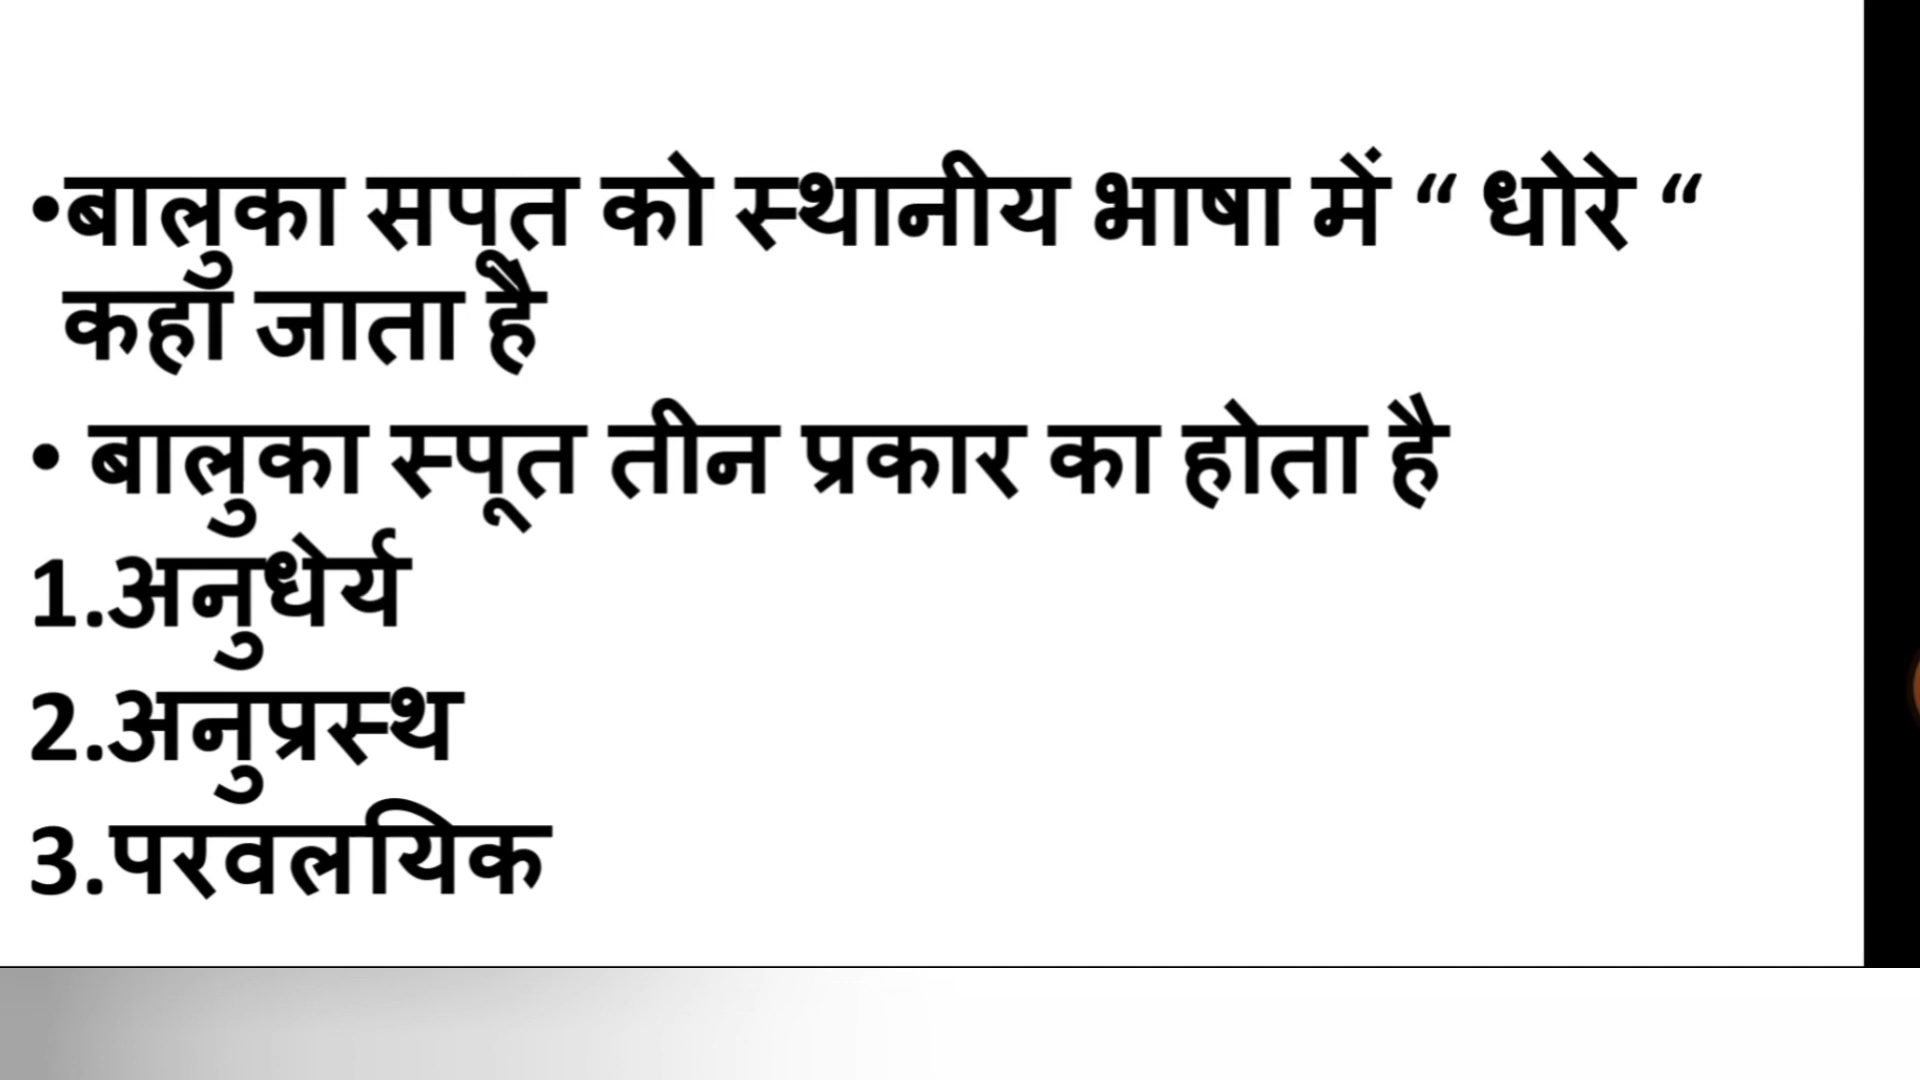 •बालुका सपूत को स्थानीय भाषा में “ धोरे “
कहा जाता है
• बालुका स्पूत तीन प्रकार का होता है
1.अनुधेर्य
2.अनुप्रस्थ
3.परवलयिक